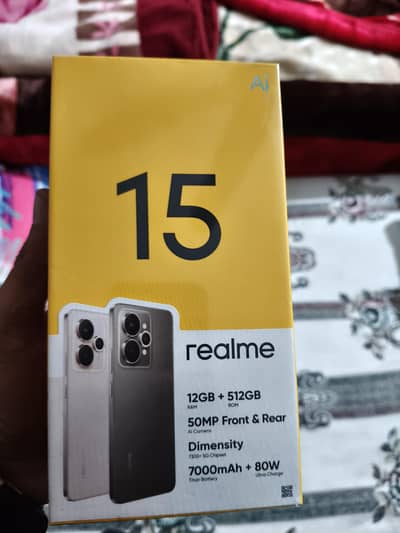 Ai
15
realme
12GB + 512GB
RAM ROM
50MP Front & Rear
Ai Camera
Dimensity
7300+ 5G Chipset
7000mAh + 80W
Titan Battery Ultra Charge